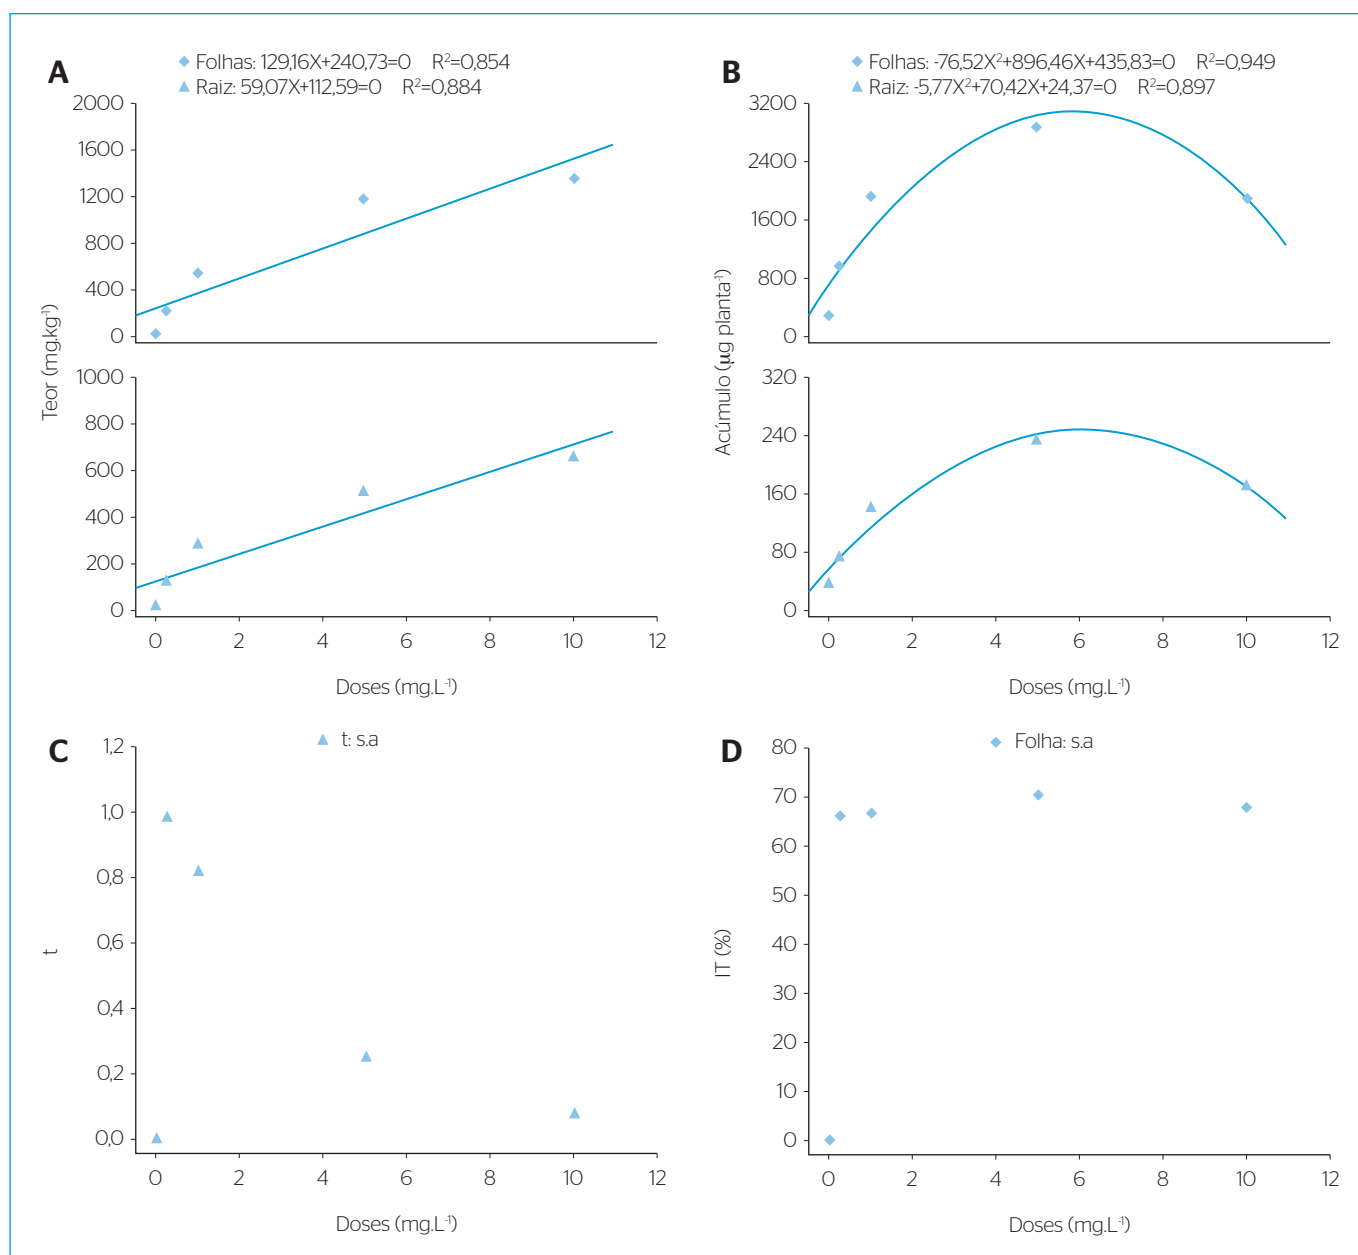 A
Folhas: 129,16X+240,73=0 R²=0,854
Raiz: 59,07X+112,59=0 R²=0,884
2000
1600
1200
800
400
0
1000
800
600
400
200
0
Teor (mg.kg⁻¹)
0 2 4 6 8 10 12
Doses (mg.L⁻¹)
B
Folhas: -76,52X²+896,46X+435,83=0 R²=0,949
Raiz: -5,77X²+70,42X+24,37=0 R²=0,897
3200
2400
1600
800
0
320
240
160
80
0
Acúmulo (µg planta⁻¹)
0 2 4 6 8 10 12
Doses (mg.L⁻¹)
C
t: s.a
1,2
1,0
0,8
0,6
0,4
0,2
0,0
t
0 2 4 6 8 10 12
Doses (mg.L⁻¹)
D
Folha: s.a
80
70
60
50
40
30
20
10
0
IT (%)
0 2 4 6 8 10 12
Doses (mg.L⁻¹)